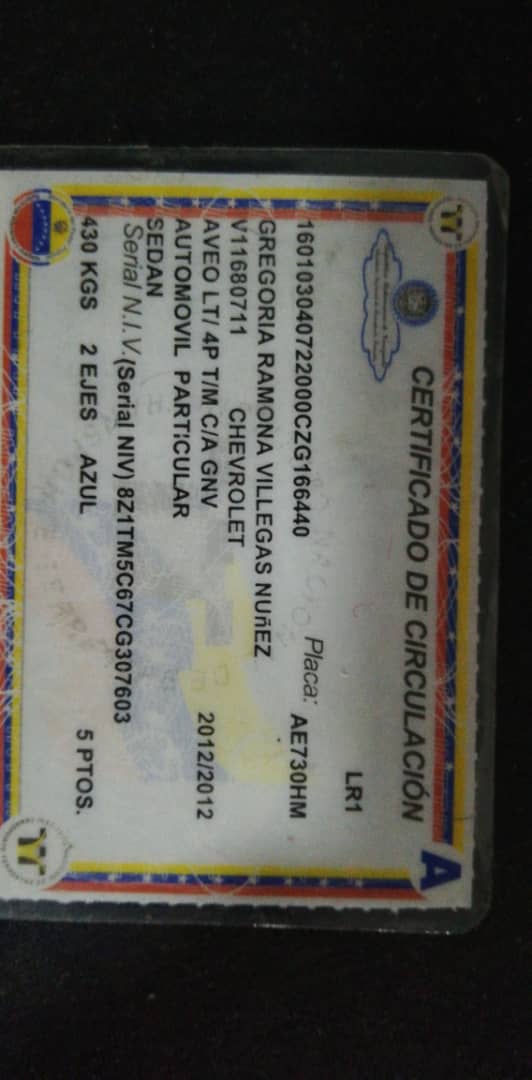 CERTIFICADO DE CIRCULACIÓN
A
LR1
160103040722000CZG166440 Placa: AE730HM
GREGORIA RAMONA VILLEGAS NUñEZ
V11680711 CHEVROLET
AVEO LT/ 4P T/M C/A GNV 2012/2012
AUTOMOVIL PARTICULAR
SEDAN
Serial N.I.V.(Serial NIV) 8Z1TM5C67CG307603
430 KGS 2 EJES AZUL 5 PTOS.